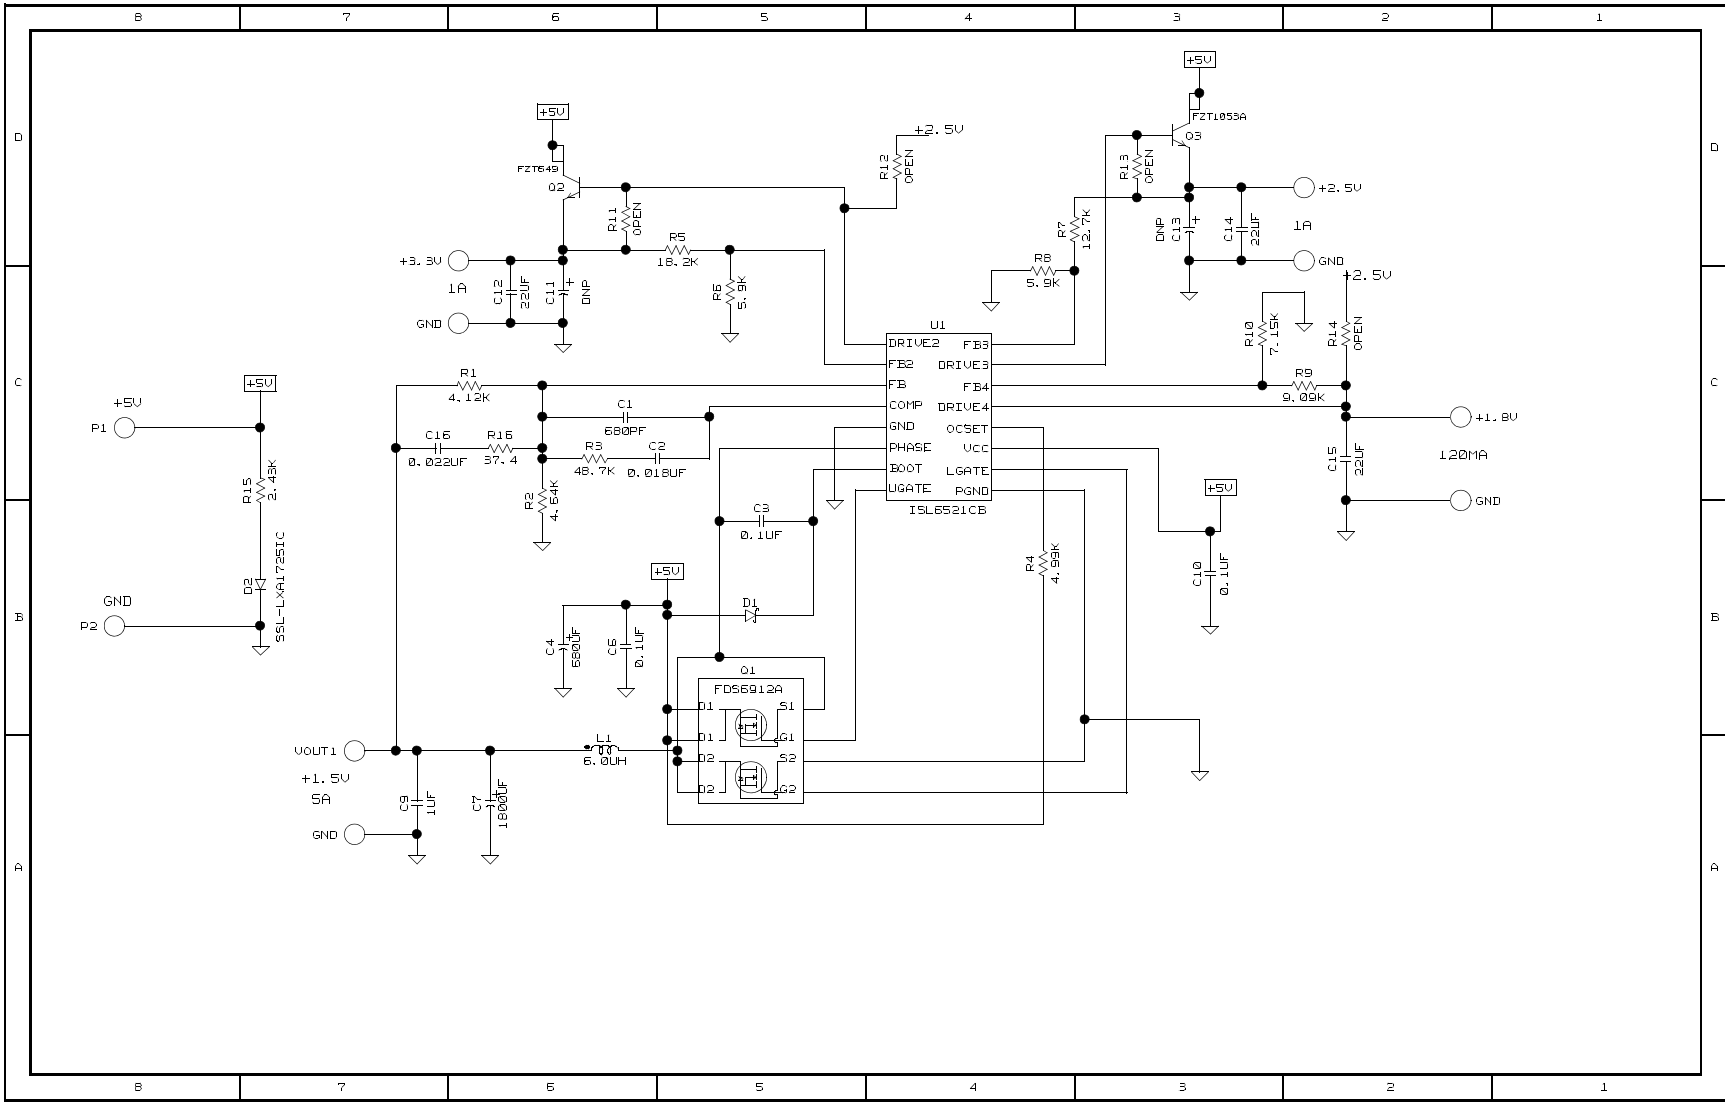 8 7 6 5 4 3 2 1
D
D
C
C
B
B
A
A
+5V
FZT1053A
Q3
+5V
FZT649
Q2
+2.5V
R12
OPEN
R13
OPEN
R11
OPEN
R7
12.7K
DNP
C13
+
C14
22UF
+2.5V
1A
GND
+3.3V
1A
GND
C12
22UF
C11
+
DNP
R5
18.2K
R6
5.9K
R8
5.9K
+2.5V
R10
7.15K
R14
OPEN
U1
DRIVE2
FB2
FB
COMP
GND
PHASE
BOOT
UGATE
FB3
DRIVE3
FB4
DRIVE4
OCSET
VCC
LGATE
PGND
ISL6521CB
R9
9.09K
+1.8V
120MA
GND
C15
22UF
+5V
+5V
P1
R15
2.43K
D2
SSL-LXA1725IC
GND
P2
R1
4.12K
C1
680PF
C16
0.022UF
R16
37.4
R3
48.7K
C2
0.018UF
R2
4.64K
C3
0.1UF
R4
4.99K
+5V
C10
0.1UF
+5V
D1
C4
+
680UF
C6
0.1UF
Q1
FDS6912A
D1
D1
D2
D2
S1
G1
S2
G2
VOUT1
+1.5V
5A
GND
L1
6.0UH
C9
1UF
C7
+
1800UF
8 7 6 5 4 3 2 1